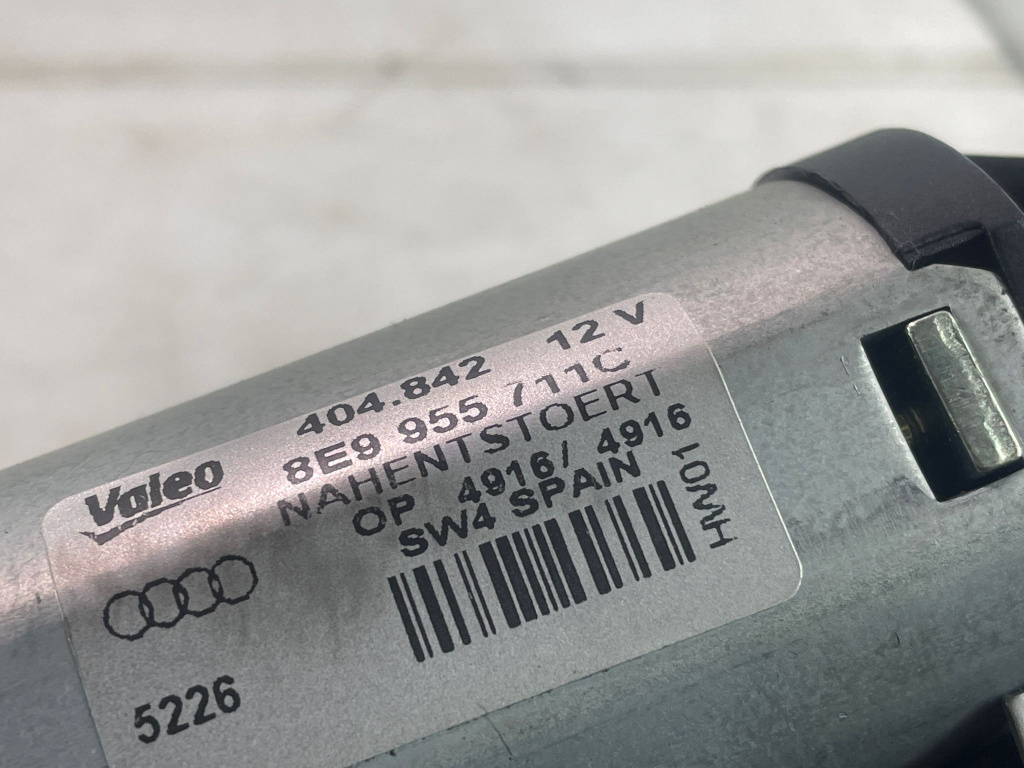 Valeo
404.842 12 V
8E9 955 711C
NAHENTSTOERT
OP 4916/ 4916
SW4 SPAIN
HW01
5226